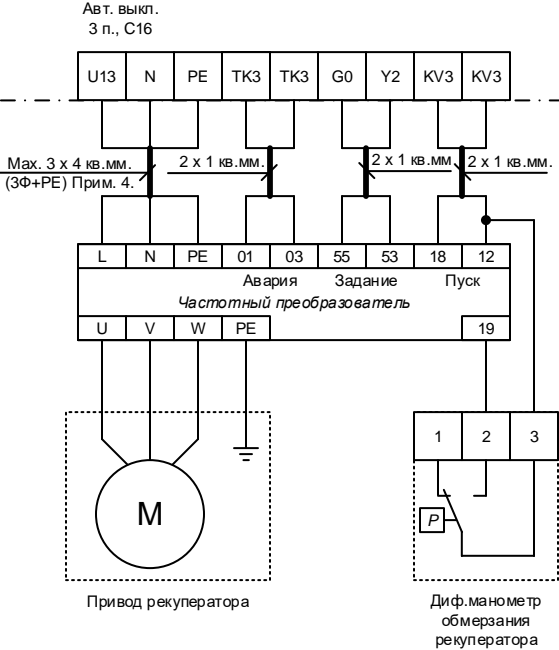 Авт. выкл.
3 п., С16
U13 N PE TK3 TK3 G0 Y2 KV3 KV3
Мах. 3 х 4 кв.мм. 2 х 1 кв.мм. 2 х 1 кв.мм 2 х 1 кв.мм.
(3Ф+PE) Прим. 4.
L N PE 01 03 55 53 18 12
Авария Задание Пуск
Частотный преобразователь
U V W PE 19
1 2 3
M
P
Привод рекуператора
Диф.манометр
обмерзания
рекуператора